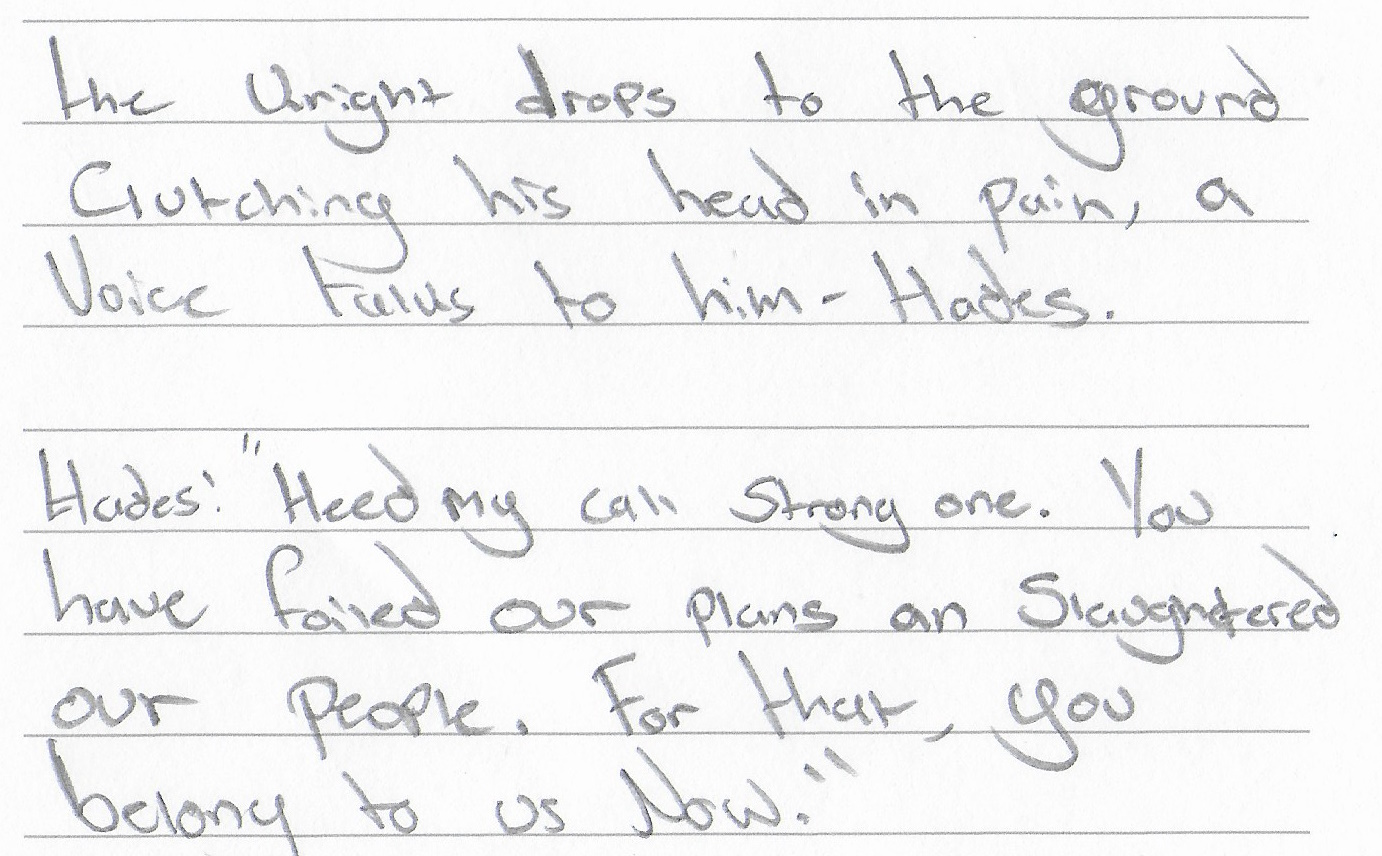 the Wright drops to the ground
Clutching his head in pain, a
Voice talks to him - Hades.
Hades: "Heed my call strong one. You
have foiled our plans an Slaughtered
our people. For that, you
belong to us Now."